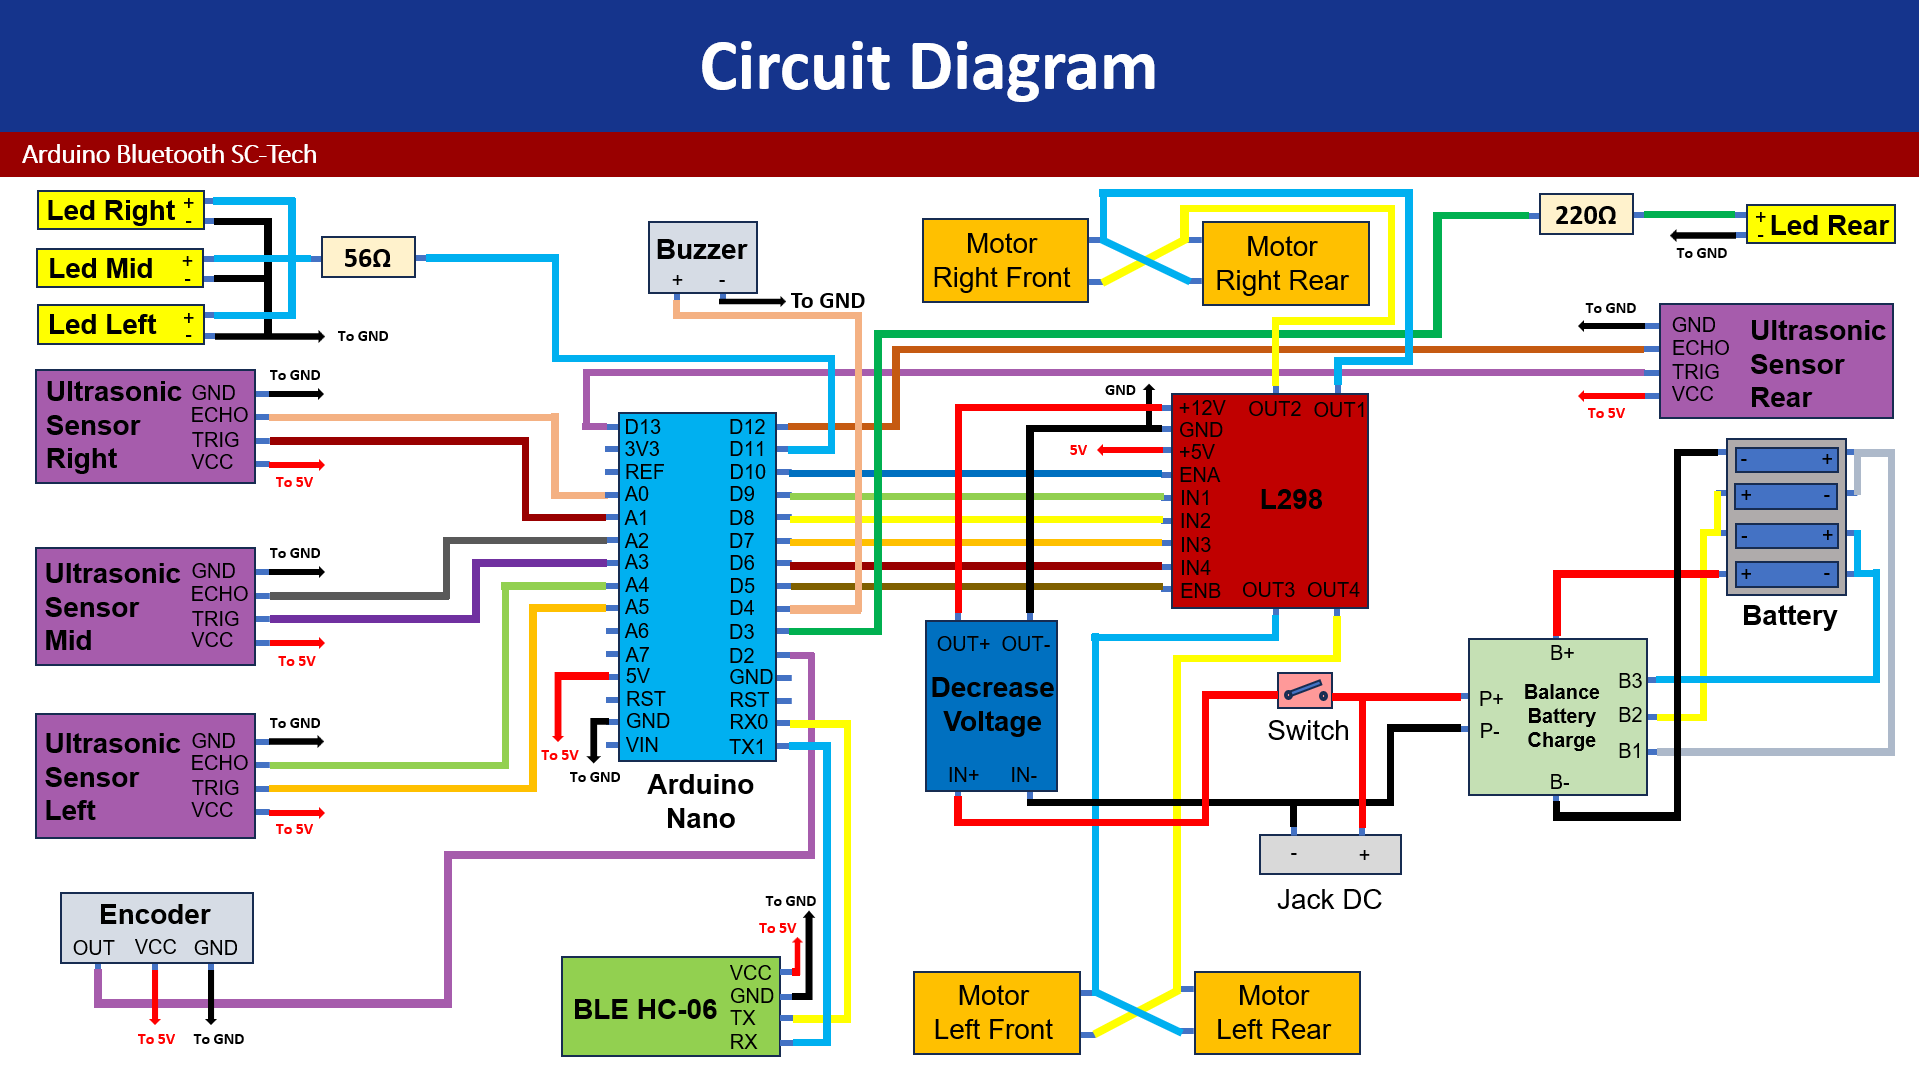 Circuit Diagram
Arduino Bluetooth SC-Tech
Led Right + -
Led Mid + -
Led Left + -
To GND
56Ω
Buzzer
+ -
To GND
Motor
Right Front
Motor
Right Rear
220Ω
+ - Led Rear
To GND
Ultrasonic
Sensor
Right
GND
ECHO
TRIG
VCC
To GND
To 5V
Ultrasonic
Sensor
Mid
GND
ECHO
TRIG
VCC
To GND
To 5V
Ultrasonic
Sensor
Left
GND
ECHO
TRIG
VCC
To GND
To 5V
D13
3V3
REF
A0
A1
A2
A3
A4
A5
A6
A7
5V
RST
GND
VIN
D12
D11
D10
D9
D8
D7
D6
D5
D4
D3
D2
GND
RST
RX0
TX1
To 5V
To GND
Arduino
Nano
GND
5V
+12V
GND
+5V
ENA
IN1
IN2
IN3
IN4
ENB
OUT2 OUT1
L298
OUT3 OUT4
To GND
To 5V
GND
ECHO
TRIG
VCC
Ultrasonic
Sensor
Rear
- +
+ -
- +
+ -
Battery
OUT+ OUT-
Decrease
Voltage
IN+ IN-
Switch
P+
P-
B+
Balance
Battery
Charge
B-
B3
B2
B1
- +
Jack DC
Encoder
OUT VCC GND
To 5V To GND
To GND
To 5V
BLE HC-06
VCC
GND
TX
RX
Motor
Left Front
Motor
Left Rear